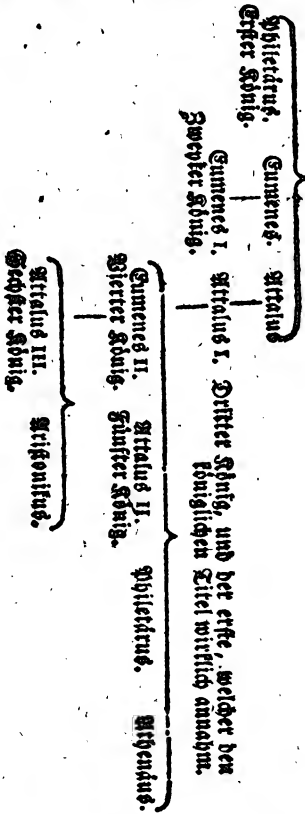 Philetärus. Eumenes. Attalus
Erster König.
Eumenes I. Attalus I. Dritter König, und der erste, welcher den
Zweyter König. königlichen Titel wirklich annahm.
Eumenes II. Attalus II. Philetärus. Athenäus.
Vierter König. Fünfter König.
Attalus III. Aristonikus.
Sechster König.